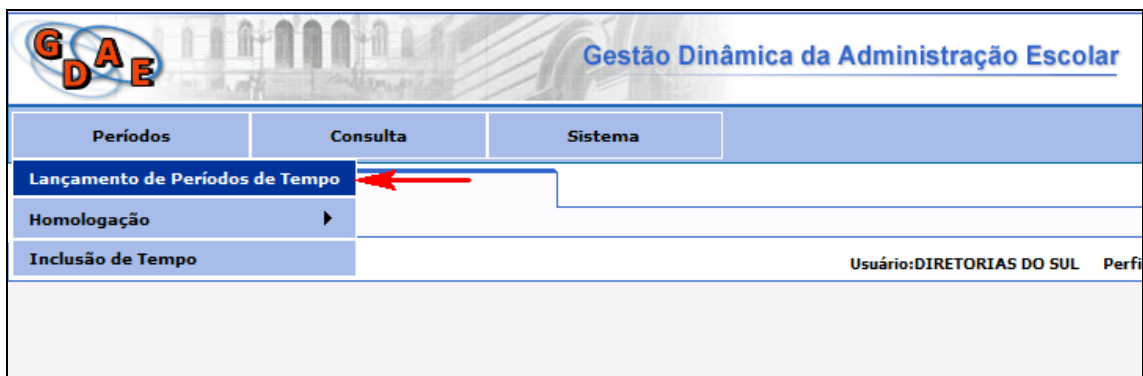 GDAE
Gestão Dinâmica da Administração Escolar
Períodos Consulta Sistema
Lançamento de Períodos de Tempo
Homologação
Inclusão de Tempo
Usuário:DIRETORIAS DO SUL Perfi